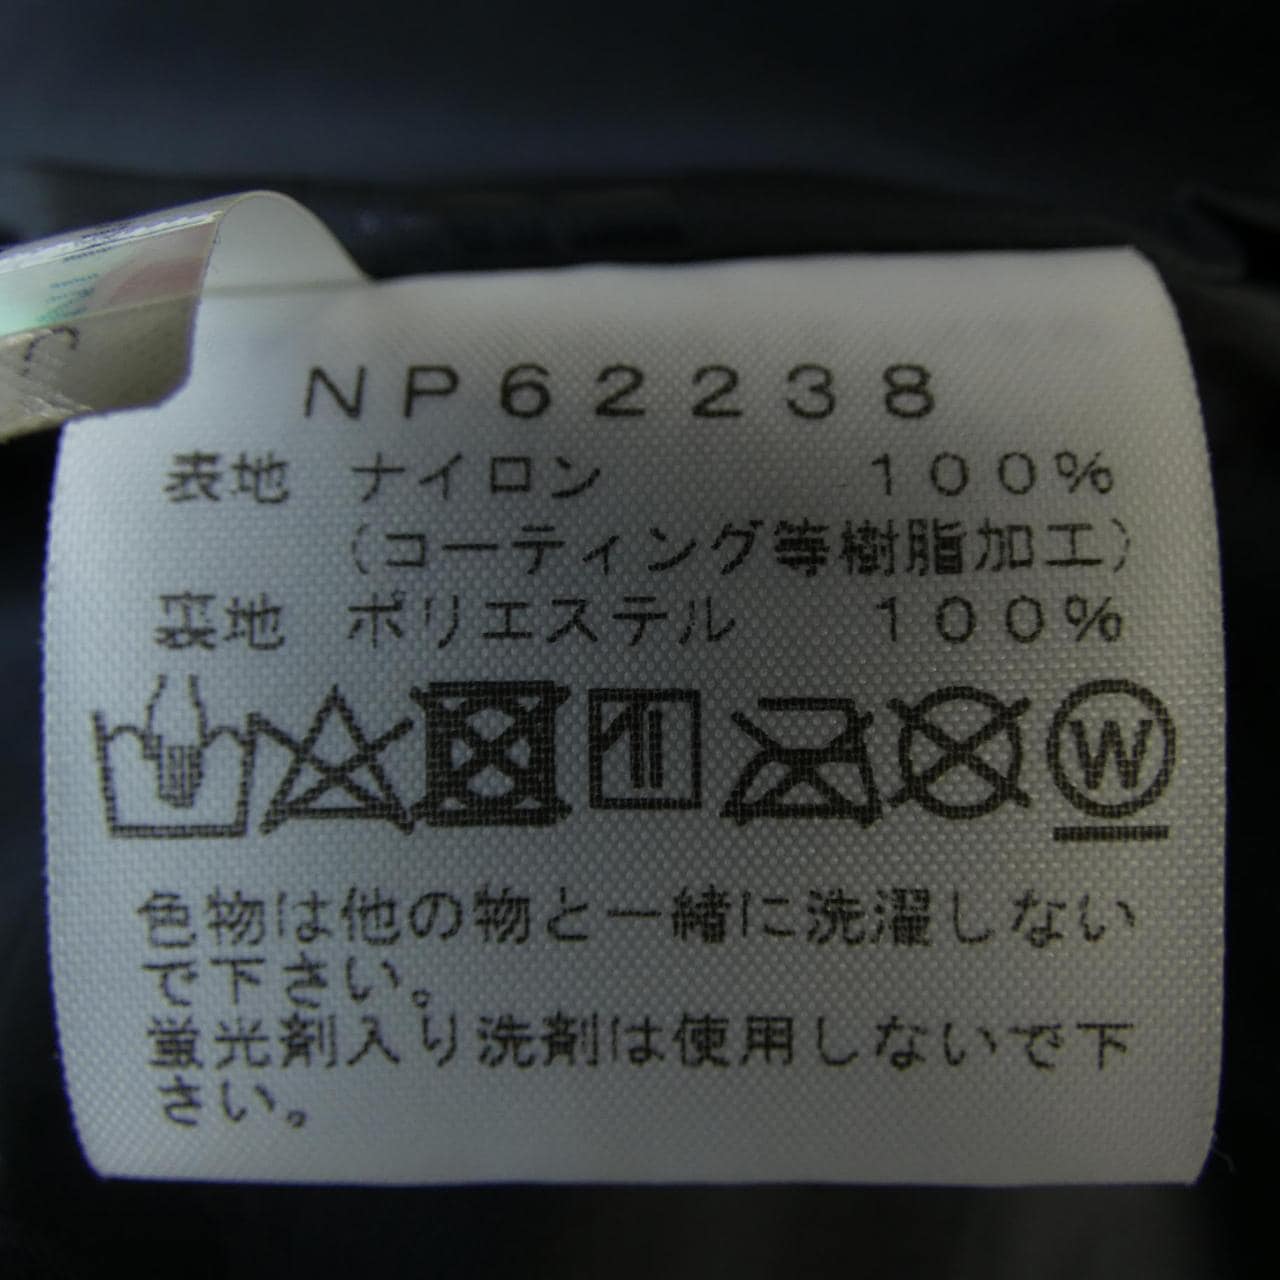 NP62238
表地 ナイロン 100%
(コーティング等樹脂加工)
裏地 ポリエステル 100%
W
色物は他の物と一緒に洗濯しない
で下さい。
蛍光剤入り洗剤は使用しないで下
さい。